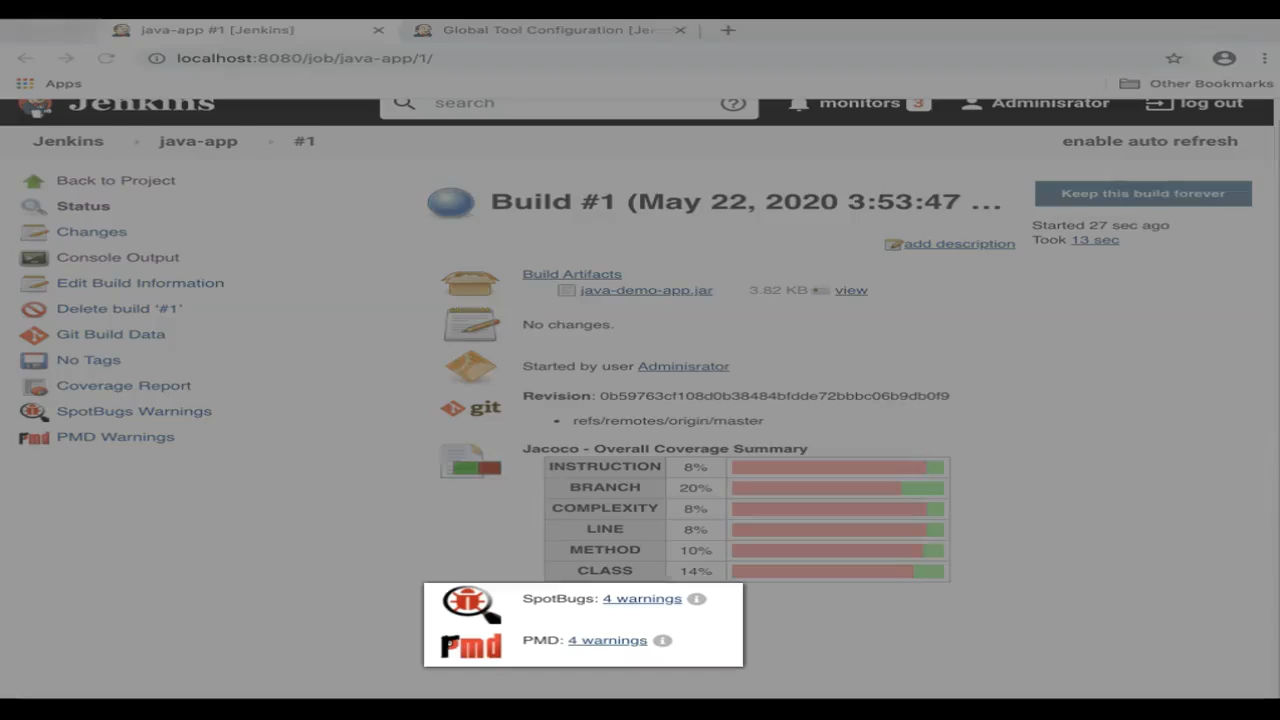 java-app #1 [Jenkins]
Global Tool Configuration [Je
localhost:8080/job/java-app/1/
Apps
Other Bookmarks
Jenkins
search
monitors 3
Adminisrator
log out
Jenkins
java-app
#1
enable auto refresh
Back to Project
Status
Changes
Console Output
Edit Build Information
Delete build '#1'
Git Build Data
No Tags
Coverage Report
SpotBugs Warnings
PMD Warnings
Build #1 (May 22, 2020 3:53:47 ...
Keep this build forever
Started 27 sec ago
Took 13 sec
add description
Build Artifacts
java-demo-app.jar 3.82 KB view
No changes.
Started by user Adminisrator
git
Revision: 0b59763cf108d0b38484bfdde72bbbc06b9db0f9
• refs/remotes/origin/master
Jacoco - Overall Coverage Summary
INSTRUCTION 8%
BRANCH 20%
COMPLEXITY 8%
LINE 8%
METHOD 10%
CLASS 14%
SpotBugs: 4 warnings
Pmd
PMD: 4 warnings